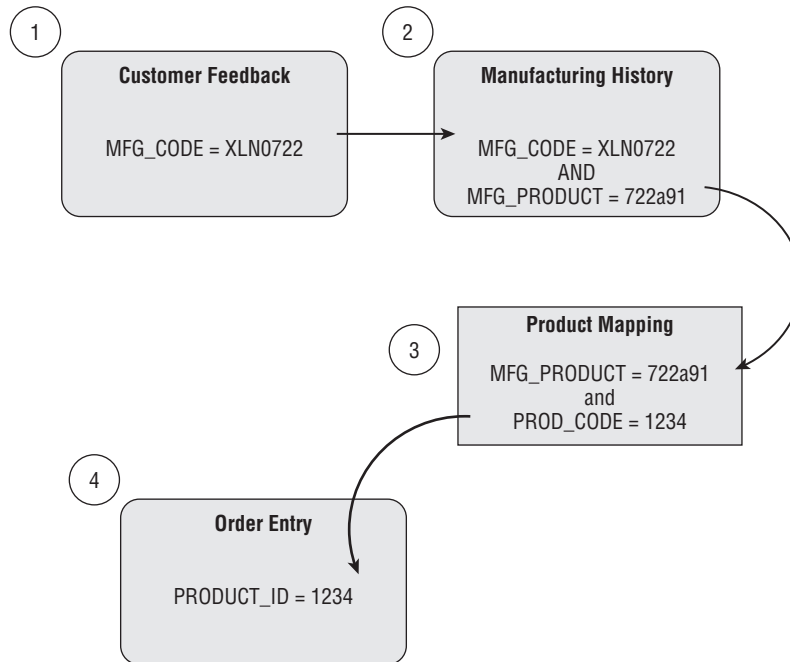 1
Customer Feedback
MFG_CODE = XLN0722
2
Manufacturing History
MFG_CODE = XLN0722
AND
MFG_PRODUCT = 722a91
3
Product Mapping
MFG_PRODUCT = 722a91
and
PROD_CODE = 1234
4
Order Entry
PRODUCT_ID = 1234